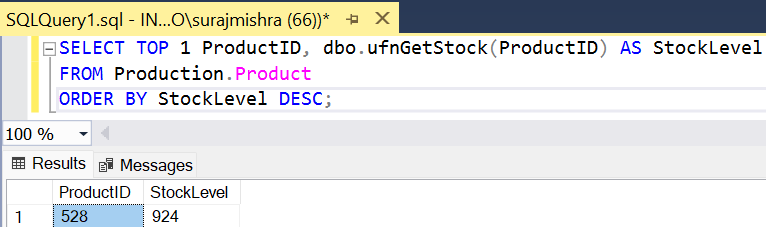 SQLQuery1.sql - IN...O\surajmishra (66))*
SELECT TOP 1 ProductID, dbo.ufnGetStock(ProductID) AS StockLevel
FROM Production.Product
ORDER BY StockLevel DESC;
100 %
Results Messages
ProductID StockLevel
1 528 924